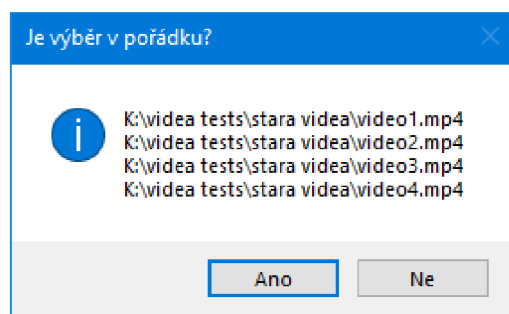 Je výběr v pořádku?
K:\videa tests\stara videa\video1.mp4
K:\videa tests\stara videa\video2.mp4
K:\videa tests\stara videa\video3.mp4
K:\videa tests\stara videa\video4.mp4
Ano
Ne